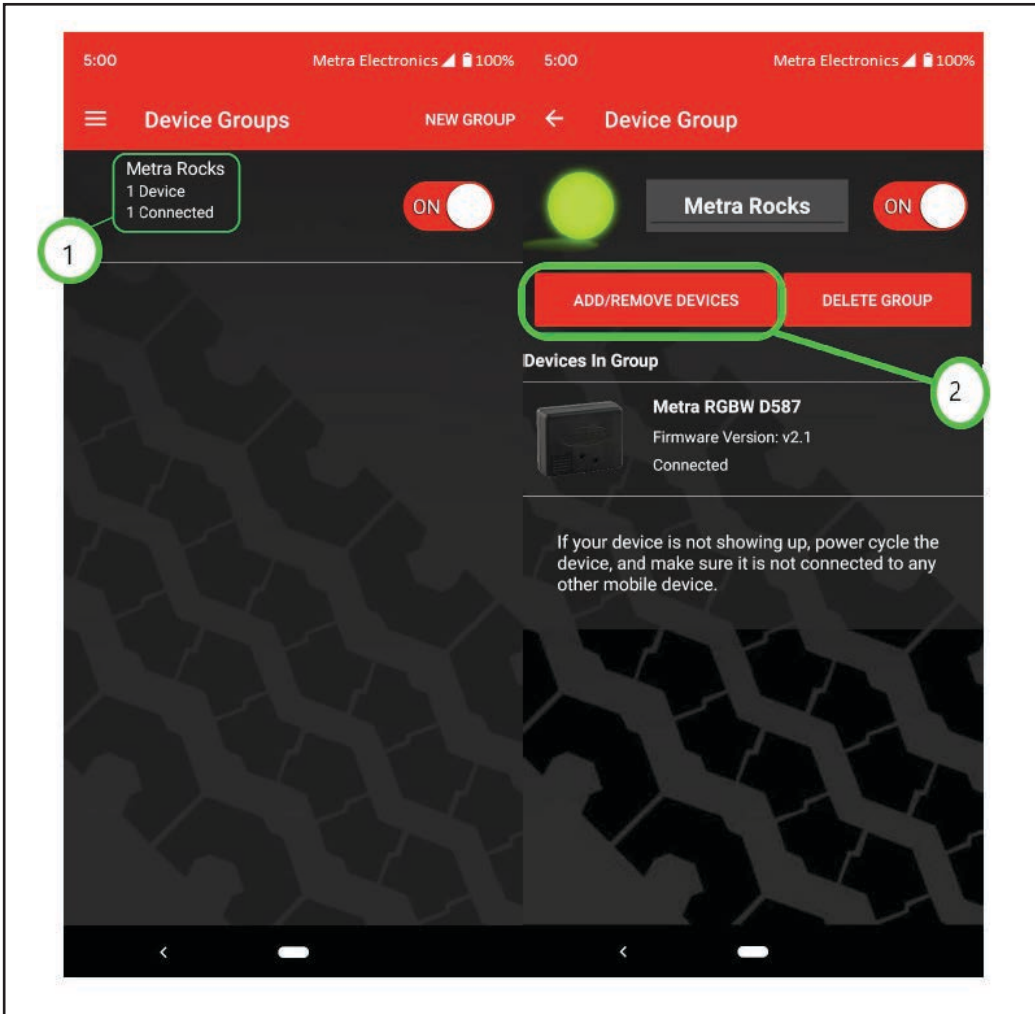 5:00
Metra Electronics 100%
Device Groups
NEW GROUP
Metra Rocks
1 Device
1 Connected
ON
1
5:00
Metra Electronics 100%
Device Group
Metra Rocks
ON
ADD/REMOVE DEVICES
DELETE GROUP
2
Devices In Group
Metra RGBW D587
Firmware Version: v2.1
Connected
If your device is not showing up, power cycle the
device, and make sure it is not connected to any
other mobile device.